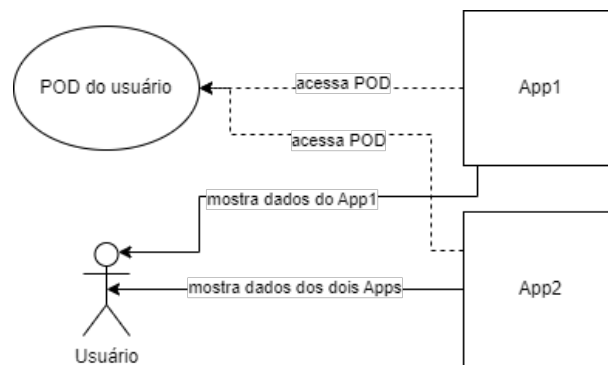 POD do usuário
acessa POD
App1
acessa POD
mostra dados do App1
mostra dados dos dois Apps
App2
Usuário